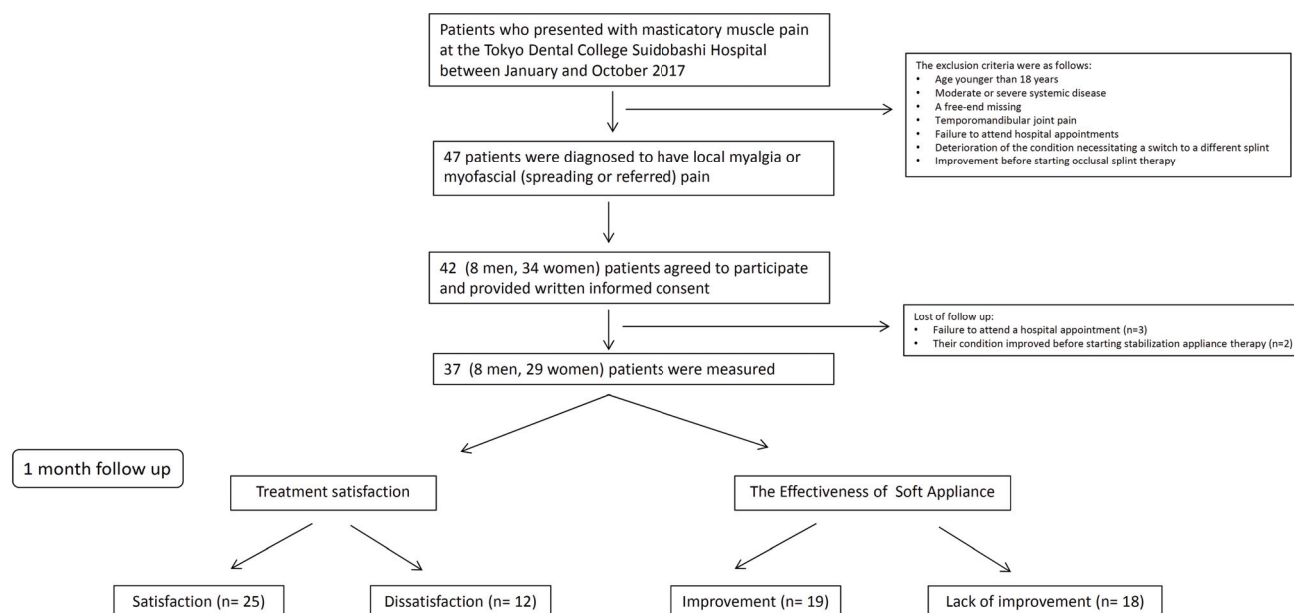 Patients who presented with masticatory muscle pain
at the Tokyo Dental College Suidobashi Hospital
between January and October 2017
The exclusion criteria were as follows:
• Age younger than 18 years
• Moderate or severe systemic disease
• A free-end missing
• Temporomandibular joint pain
• Failure to attend hospital appointments
• Deterioration of the condition necessitating a switch to a different splint
• Improvement before starting occlusal splint therapy
47 patients were diagnosed to have local myalgia or
myofascial (spreading or referred) pain
42 (8 men, 34 women) patients agreed to participate
and provided written informed consent
Lost of follow up:
• Failure to attend a hospital appointment (n=3)
• Their condition improved before starting stabilization appliance therapy (n=2)
37 (8 men, 29 women) patients were measured
1 month follow up
Treatment satisfaction
The Effectiveness of Soft Appliance
Satisfaction (n= 25)
Dissatisfaction (n= 12)
Improvement (n= 19)
Lack of improvement (n= 18)